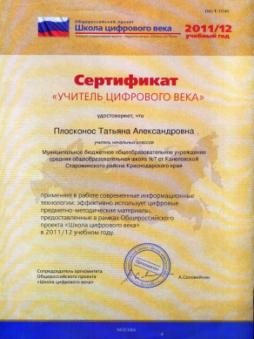 Общероссийский проект
Школа цифрового века
2011/12
учебный год
Сертификат
«УЧИТЕЛЬ ЦИФРОВОГО ВЕКА»
удостоверяет, что
Плосконос Татьяна Александровна
учитель начальных классов
Муниципальное бюджетное общеобразовательное учреждение
средняя общеобразовательная школа №7 ст.Канеловской
Староминского района Краснодарского края
применяет в работе современные информационные
технологии, эффективно использует цифровые
предметно-методические материалы,
предоставленные в рамках Общероссийского
проекта «Школа цифрового века»
в 2011/12 учебном году.
Сопредседатель оргкомитета
Общероссийского проекта
«Школа цифрового века»
А.Соловейчик
МОСКВА